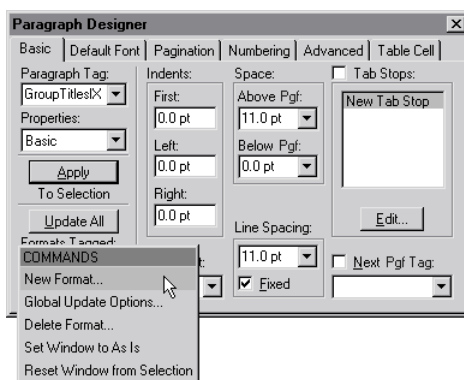 Paragraph Designer
Basic Default Font Pagination Numbering Advanced Table Cell
Paragraph Tag:
GroupTitlesIX
Properties:
Basic
Apply
To Selection
Update All
Formats Tagged:
Indents:
First:
0.0 pt
Left:
0.0 pt
Right:
0.0 pt
Space:
Above Pgf:
11.0 pt
Below Pgf:
0.0 pt
Line Spacing:
11.0 pt
Fixed
Tab Stops:
New Tab Stop
Edit...
Next Pgf Tag:
COMMANDS
New Format...
Global Update Options...
Delete Format...
Set Window to As Is
Reset Window from Selection